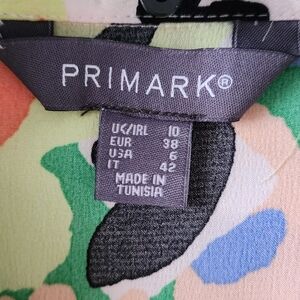 PRIMARK®
UK/IRL 10
EUR 38
USA 6
IT 42
MADE IN
TUNISIA